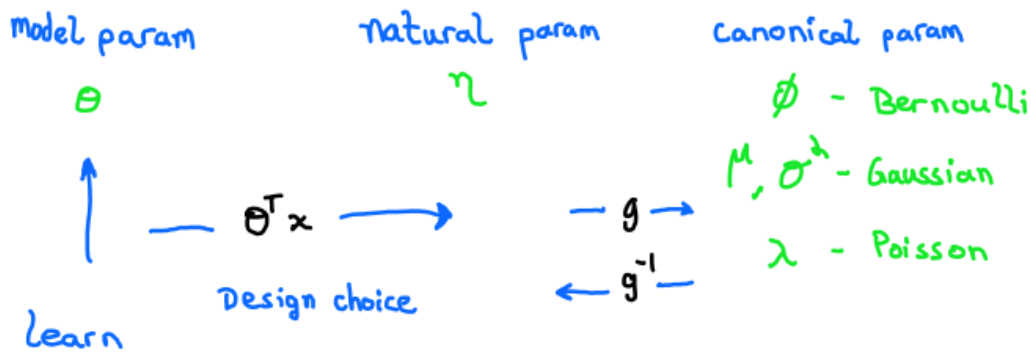 model param natural param canonical param
θ η ϕ - Bernoulli
μ, σ² - Gaussian
θᵀx g
λ - Poisson
g⁻¹
Design choice
Learn